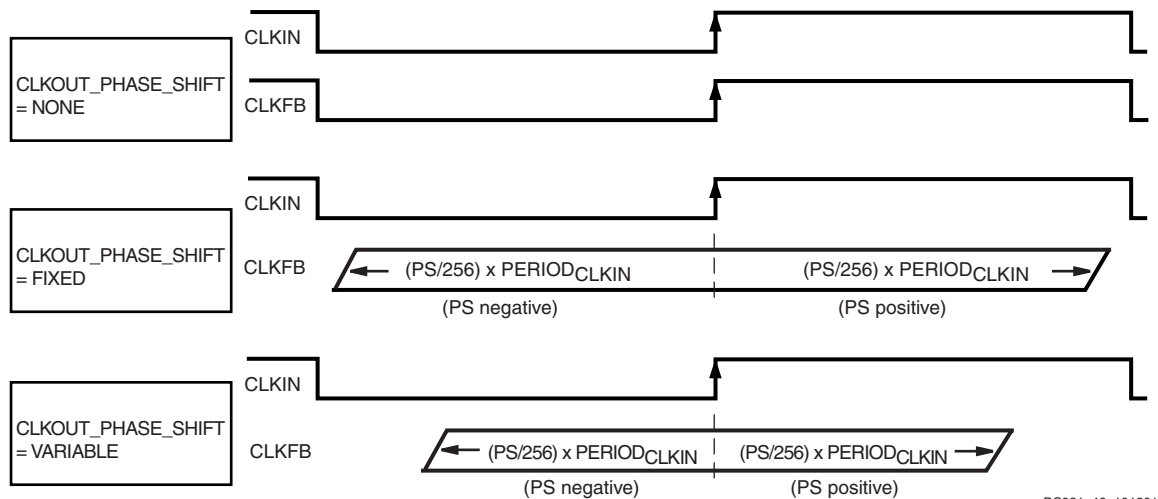 CLKIN
CLKOUT_PHASE_SHIFT
= NONE
CLKFB
CLKIN
CLKOUT_PHASE_SHIFT
= FIXED
CLKFB
(PS/256) x PERIODCLKIN
(PS/256) x PERIODCLKIN
(PS negative)
(PS positive)
CLKIN
CLKOUT_PHASE_SHIFT
= VARIABLE
CLKFB
(PS/256) x PERIODCLKIN
(PS/256) x PERIODCLKIN
(PS negative)
(PS positive)